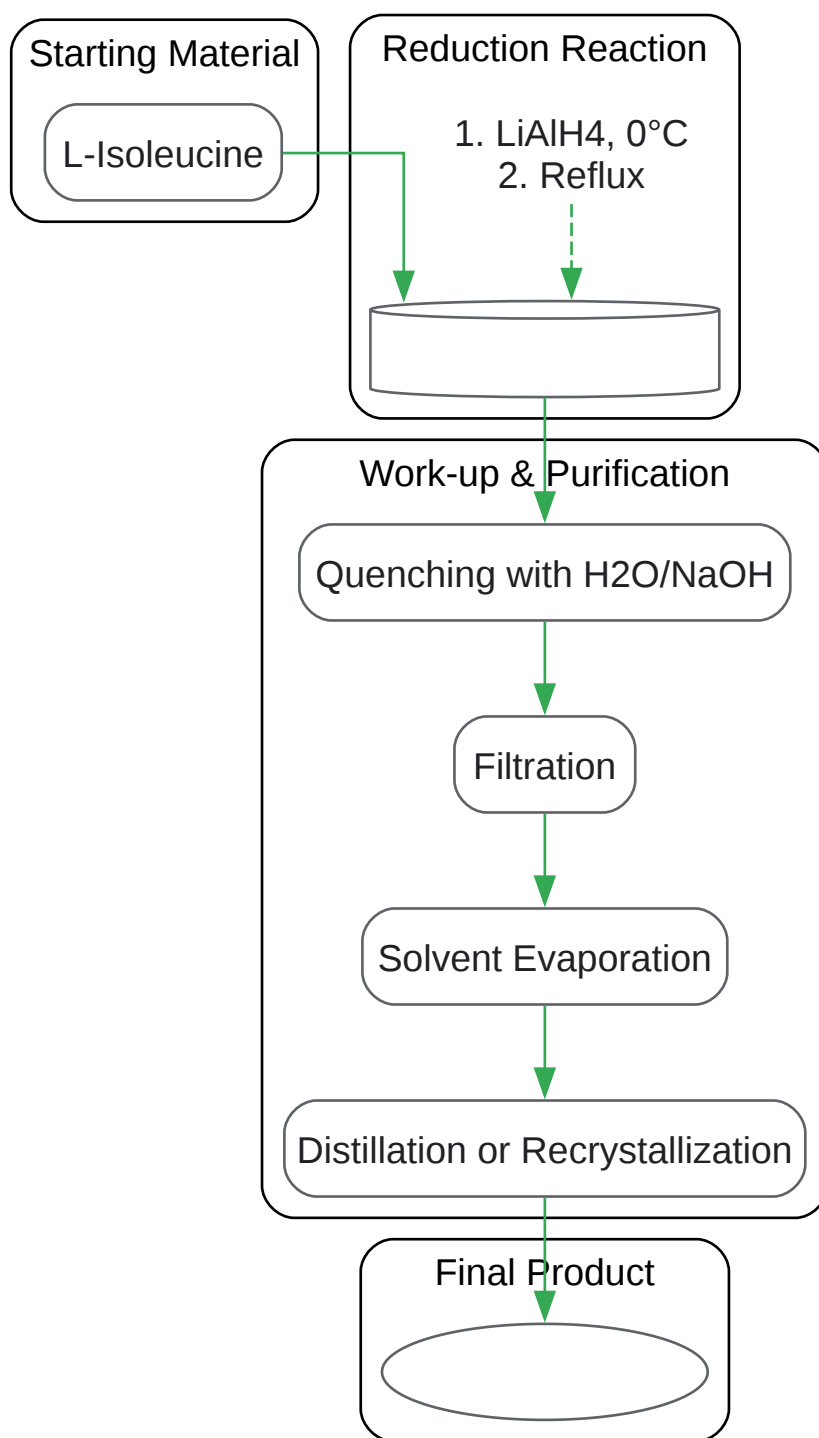 Starting Material
L-Isoleucine
Reduction Reaction
1. LiAlH4, 0°C
2. Reflux
Work-up & Purification
Quenching with H2O/NaOH
Filtration
Solvent Evaporation
Distillation or Recrystallization
Final Product